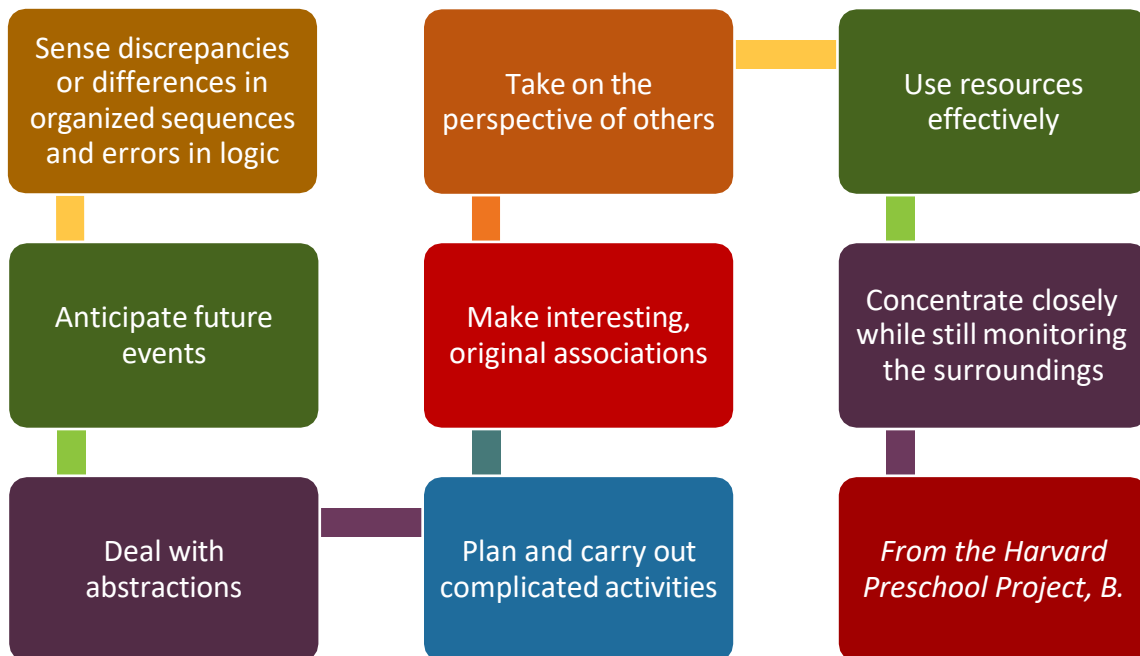 Sense discrepancies
or differences in
organized sequences
and errors in logic
Anticipate future
events
Deal with
abstractions
Plan and carry out
complicated activities
Make interesting,
original associations
Take on the
perspective of others
Use resources
effectively
Concentrate closely
while still monitoring
the surroundings
From the Harvard
Preschool Project, B.